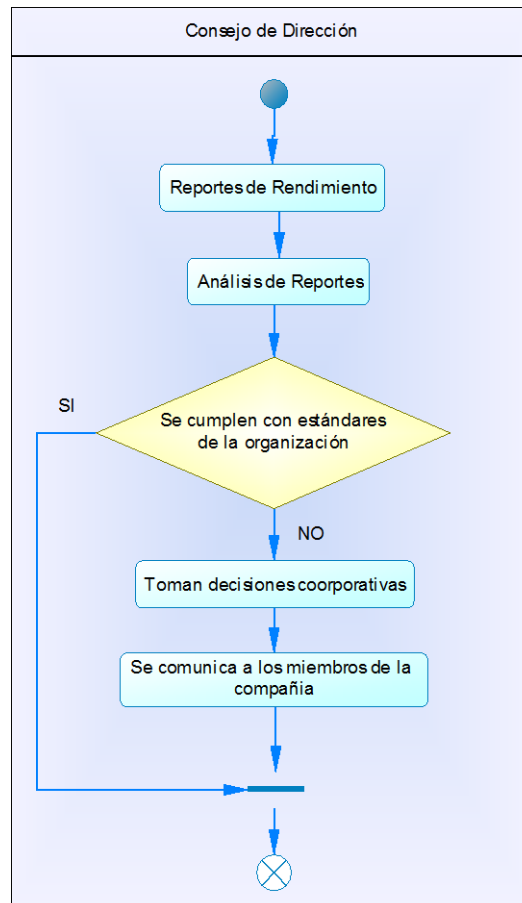 Consejo de Dirección
Reportes de Rendimiento
Análisis de Reportes
Se cumplen con estándares
de la organización
SI
NO
Toman decisiones coorporativas
Se comunica a los miembros de la
compañia